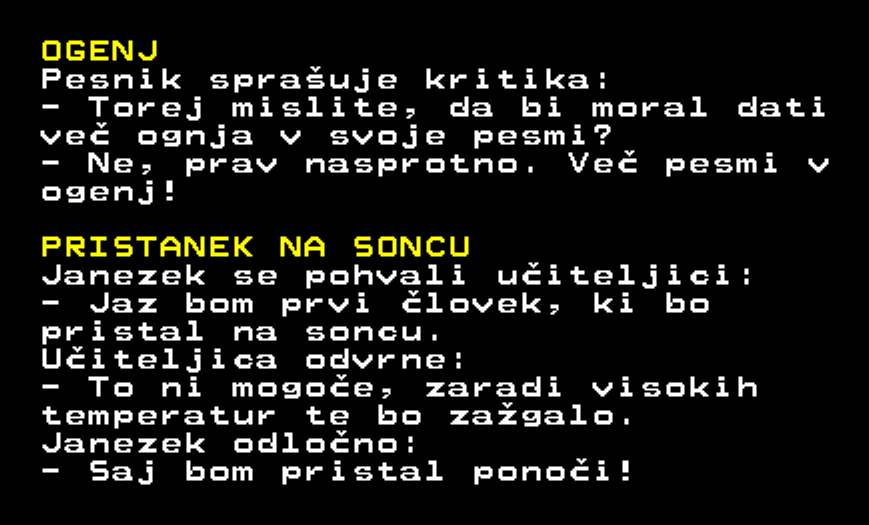 OGENJ
Pesnik sprašuje kritika:
- Torej mislite, da bi moral dati
več ognja v svoje pesmi?
- Ne, prav nasprotno. Več pesmi v
ogenj!
PRISTANEK NA SONCU
Janezek se pohvali učiteljici:
- Jaz bom prvi človek, ki bo
pristal na soncu.
Učiteljica odvrne:
- To ni mogoče, zaradi visokih
temperatur te bo zažgalo.
Janezek odločno:
- Saj bom pristal ponoči!